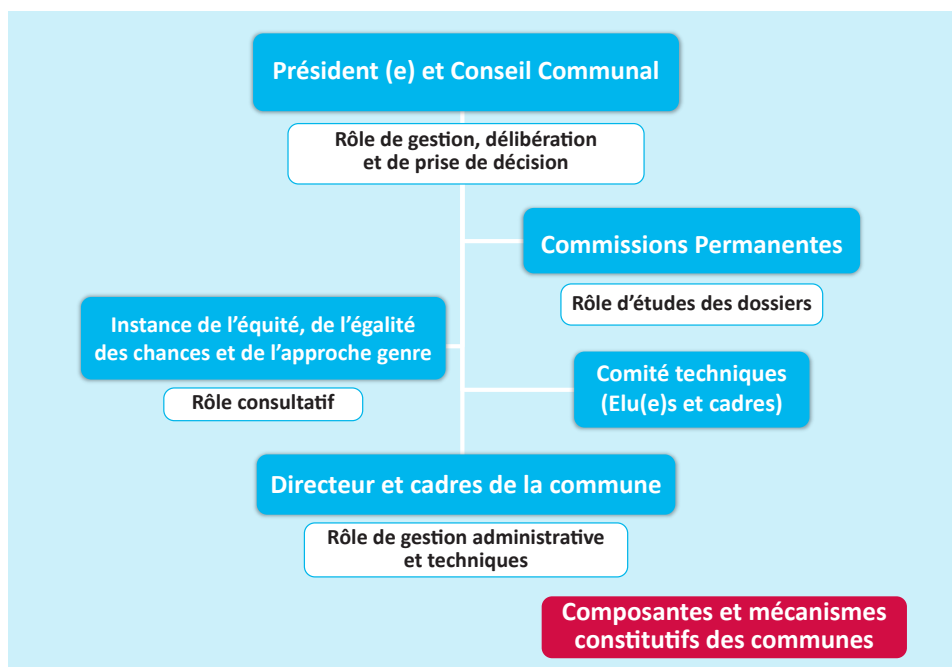 Président (e) et Conseil Communal
Rôle de gestion, délibération
et de prise de décision
Commissions Permanentes
Rôle d’études des dossiers
Instance de l’équité, de l’égalité
des chances et de l’approche genre
Rôle consultatif
Comité techniques
(Elu(e)s et cadres)
Directeur et cadres de la commune
Rôle de gestion administrative
et techniques
Composantes et mécanismes
constitutifs des communes